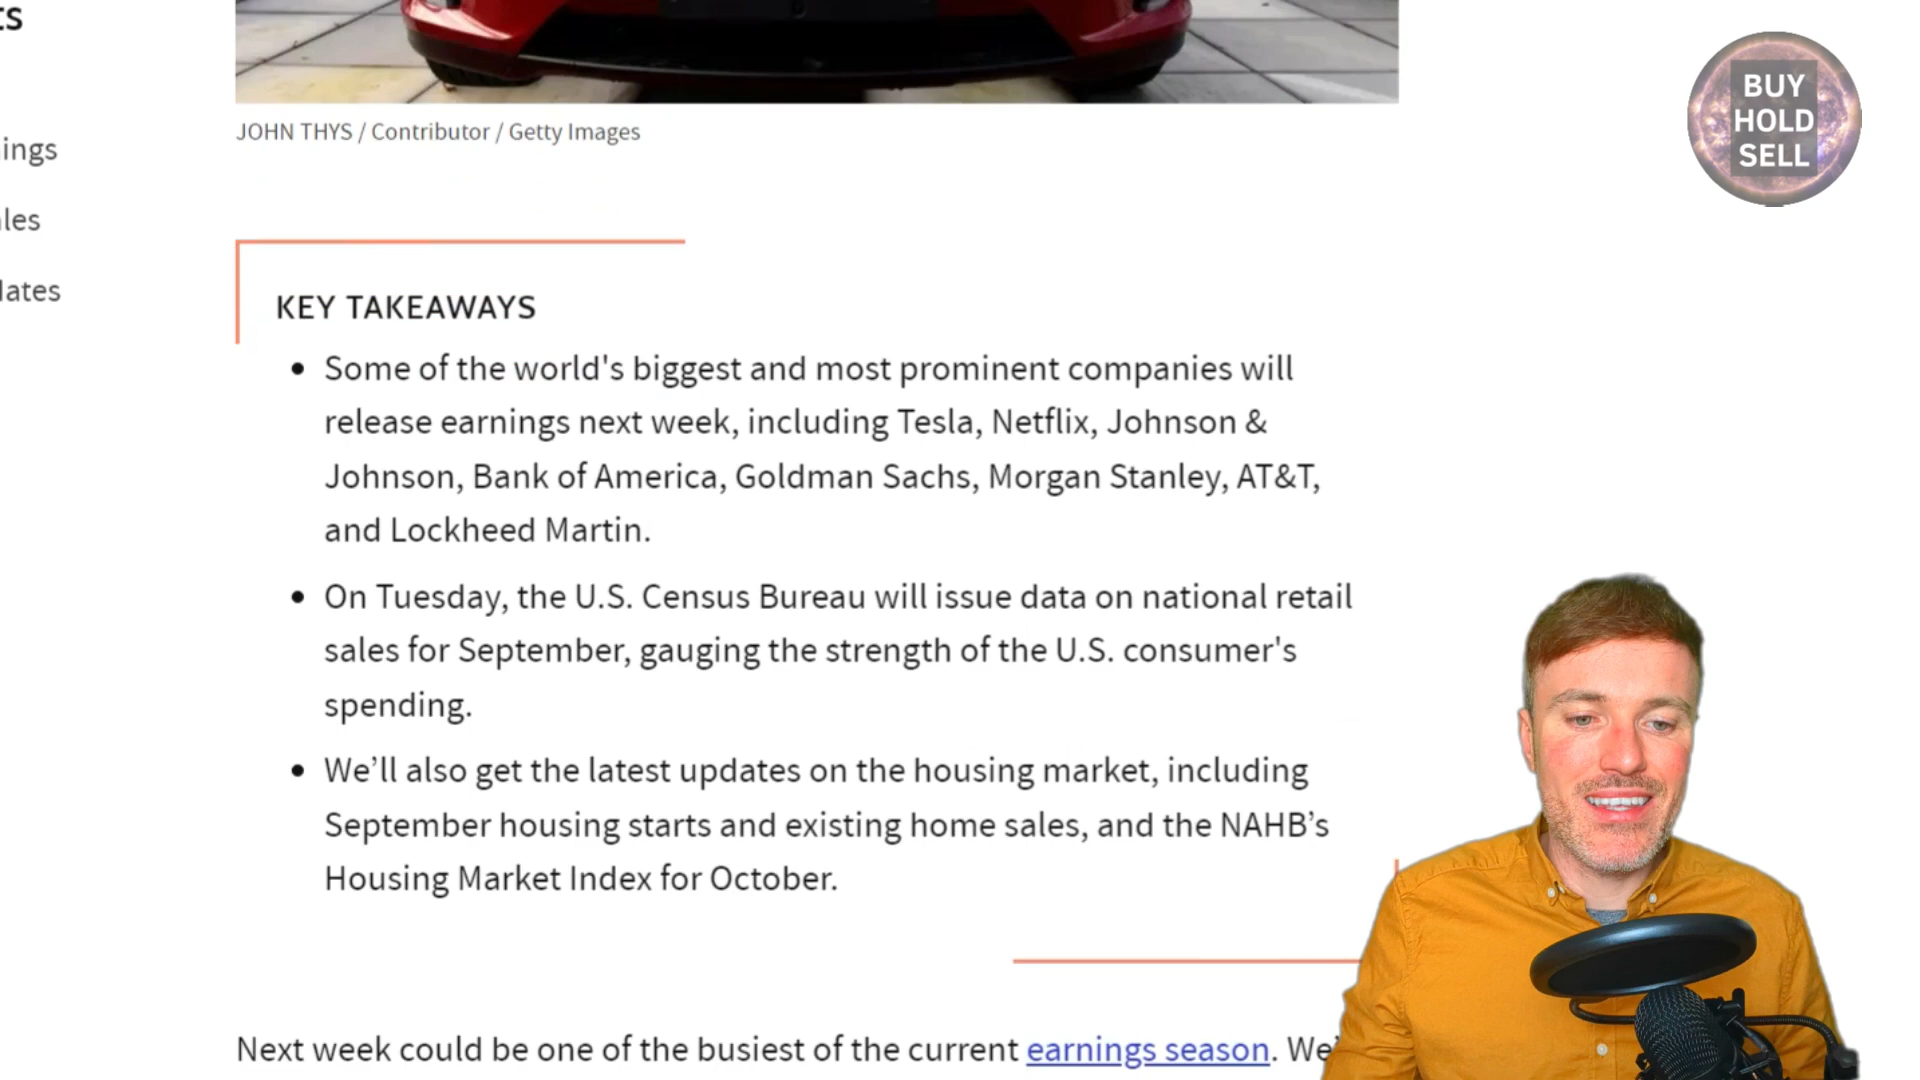 BUY
HOLD
SELL
JOHN THYS / Contributor / Getty Images
KEY TAKEAWAYS
Some of the world's biggest and most prominent companies will
release earnings next week, including Tesla, Netflix, Johnson &
Johnson, Bank of America, Goldman Sachs, Morgan Stanley, AT&T,
and Lockheed Martin.
On Tuesday, the U.S. Census Bureau will issue data on national retail
sales for September, gauging the strength of the U.S. consumer's
spending.
We’ll also get the latest updates on the housing market, including
September housing starts and existing home sales, and the NAHB’s
Housing Market Index for October.
Next week could be one of the busiest of the current earnings season.